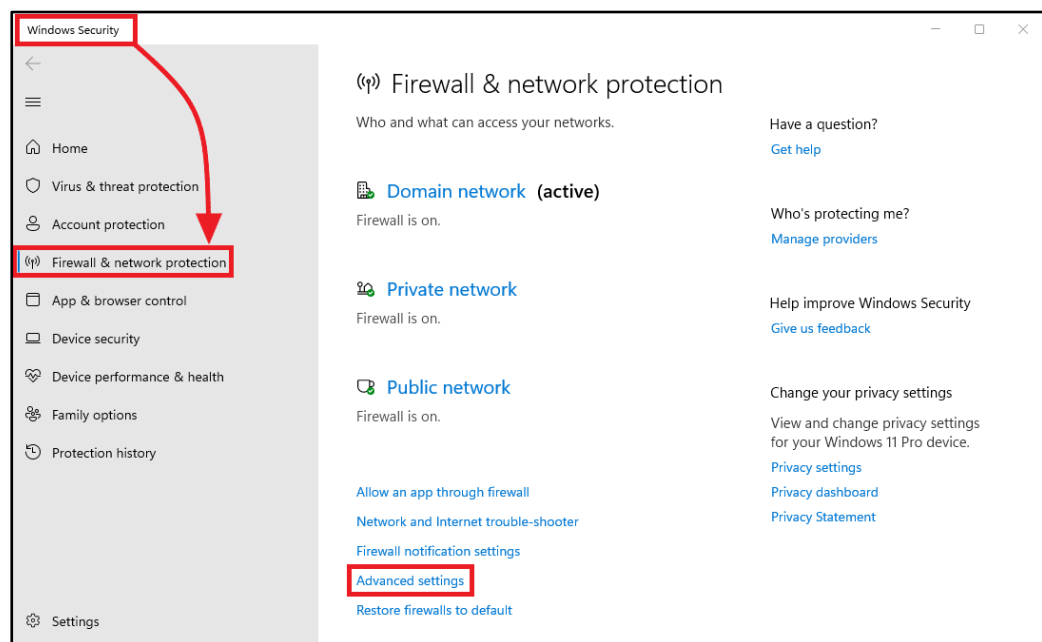 Windows Security
Home
Virus & threat protection
Account protection
Firewall & network protection
App & browser control
Device security
Device performance & health
Family options
Protection history
Settings
Firewall & network protection
Who and what can access your networks.
Domain network (active)
Firewall is on.
Private network
Firewall is on.
Public network
Firewall is on.
Allow an app through firewall
Network and Internet trouble-shooter
Firewall notification settings
Advanced settings
Restore firewalls to default
Have a question?
Get help
Who's protecting me?
Manage providers
Help improve Windows Security
Give us feedback
Change your privacy settings
View and change privacy settings
for your Windows 11 Pro device.
Privacy settings
Privacy dashboard
Privacy Statement